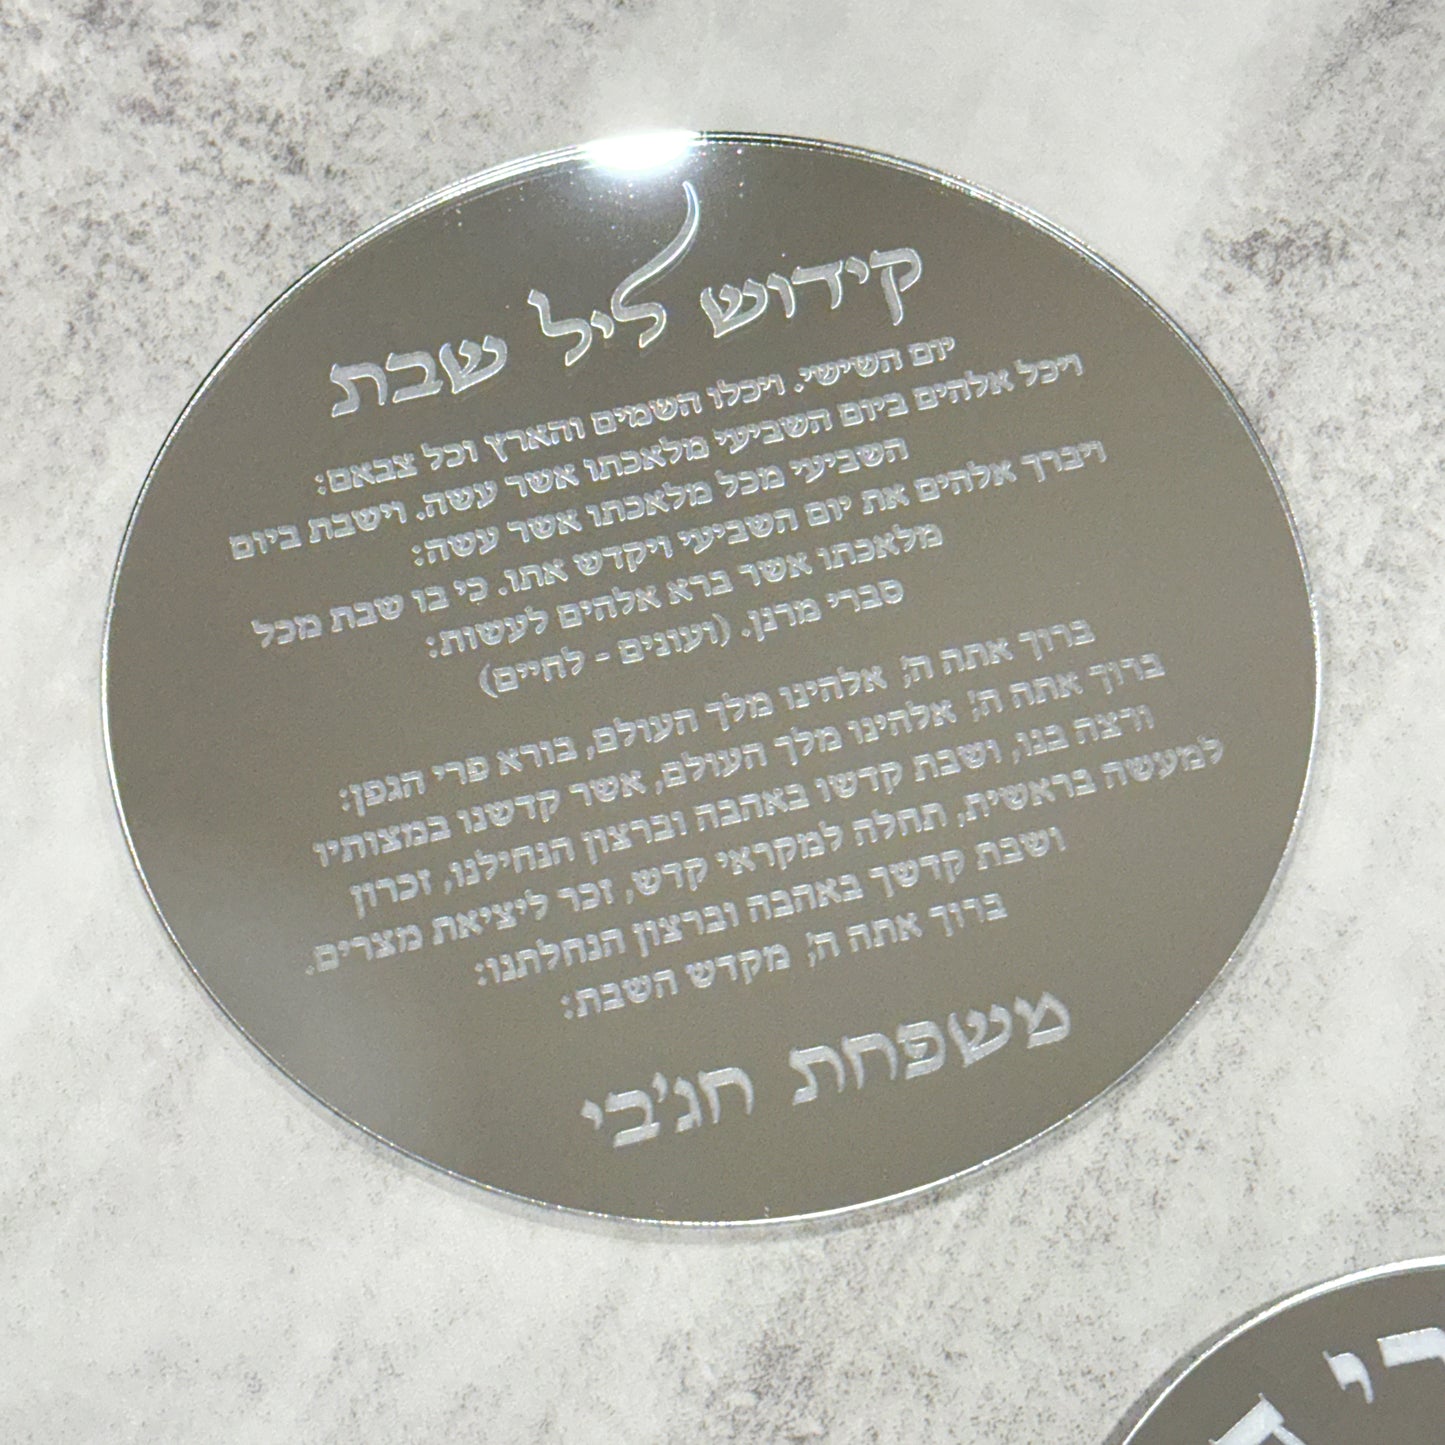 קידוש ליל שבת
יום השישי. ויכלו השמים והארץ וכל צבאם:
ויכל אלהים ביום השביעי מלאכתו אשר עשה. וישבת ביום
השביעי מכל מלאכתו אשר עשה:
ויברך אלהים את יום השביעי ויקדש אתו. כי בו שבת מכל
מלאכתו אשר ברא אלהים לעשות:
סברי מרנן. (ועונים - לחיים)
ברוך אתה ה', אלהינו מלך העולם, בורא פרי הגפן:
ברוך אתה ה', אלהינו מלך העולם, אשר קדשנו במצותיו
ורצה בנו, ושבת קדשו באהבה וברצון הנחילנו, זכרון
למעשה בראשית, תחלה למקראי קדש, זכר ליציאת מצרים.
ושבת קדשך באהבה וברצון הנחלתנו:
ברוך אתה ה', מקדש השבת:
משפחת חג'בי